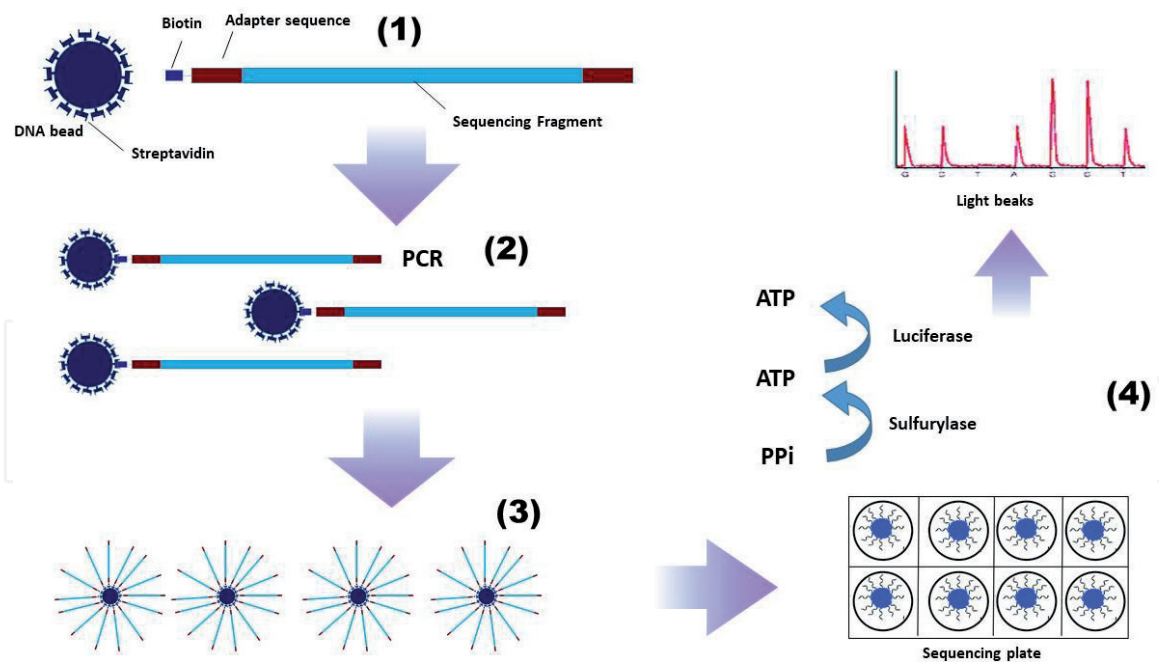 Biotin
Adapter sequence
(1)
DNA bead
Streptavidin
Sequencing Fragment
PCR
(2)
(3)
Light beaks
ATP
Luciferase
ATP
Sulfurylase
PPi
(4)
Sequencing plate